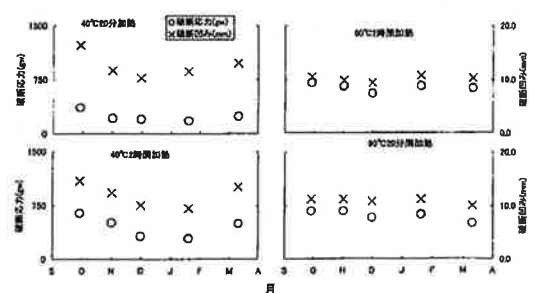 40℃20分加熱
○ 破断応力(gw)
× 破断凹み(mm)
1500
750
0
破断応力(gw)
60℃2時間加熱
20.0
10.0
0.0
破断凹み(mm)
40℃2時間加熱
1500
750
0
破断応力(gw)
S O N D J F M A
90℃20分加熱
20.0
10.0
0.0
破断凹み(mm)
S O N D J F M A
月